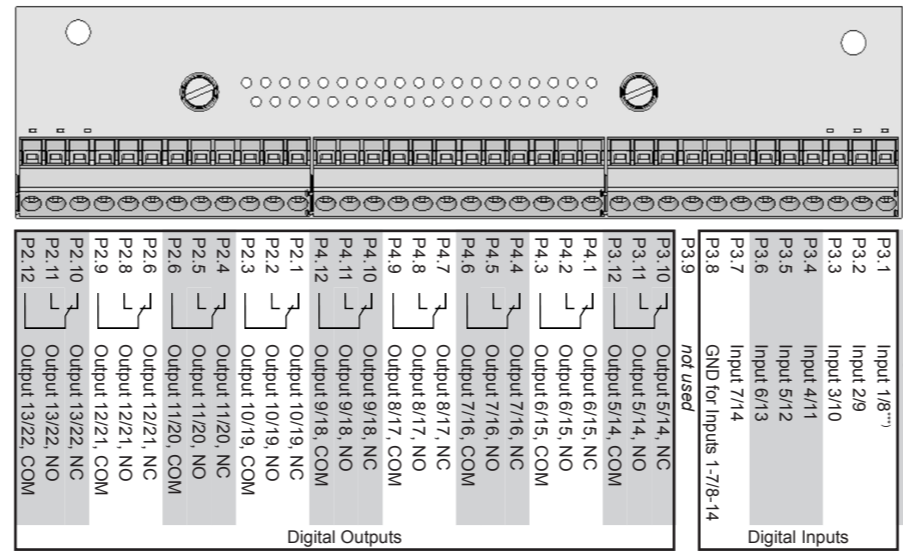 P3.1 Input 1/8***)
P3.2 Input 2/9
P3.3 Input 3/10
P3.4 Input 4/11
P3.5 Input 5/12
P3.6 Input 6/13
P3.7 Input 7/14
P3.8 GND for Inputs 1-7/8-14
P3.9 not used
P3.10 Output 5/14, NC
P3.11 Output 5/14, NO
P3.12 Output 5/14, COM
P4.1 Output 6/15, NC
P4.2 Output 6/15, NO
P4.3 Output 6/15, COM
P4.4 Output 7/16, NC
P4.5 Output 7/16, NO
P4.6 Output 7/16, COM
P4.7 Output 8/17, NC
P4.8 Output 8/17, NO
P4.9 Output 8/17, COM
P4.10 Output 9/18, NC
P4.11 Output 9/18, NO
P4.12 Output 9/18, COM
P2.1 Output 10/19, NC
P2.2 Output 10/19, NO
P2.3 Output 10/19, COM
P2.4 Output 11/20, NC
P2.5 Output 11/20, NO
P2.6 Output 11/20, COM
P2.6 Output 12/21, NC
P2.8 Output 12/21, NO
P2.9 Output 12/21, COM
P2.10 Output 13/22, NC
P2.11 Output 13/22, NO
P2.12 Output 13/22, COM
Digital Outputs
Digital Inputs